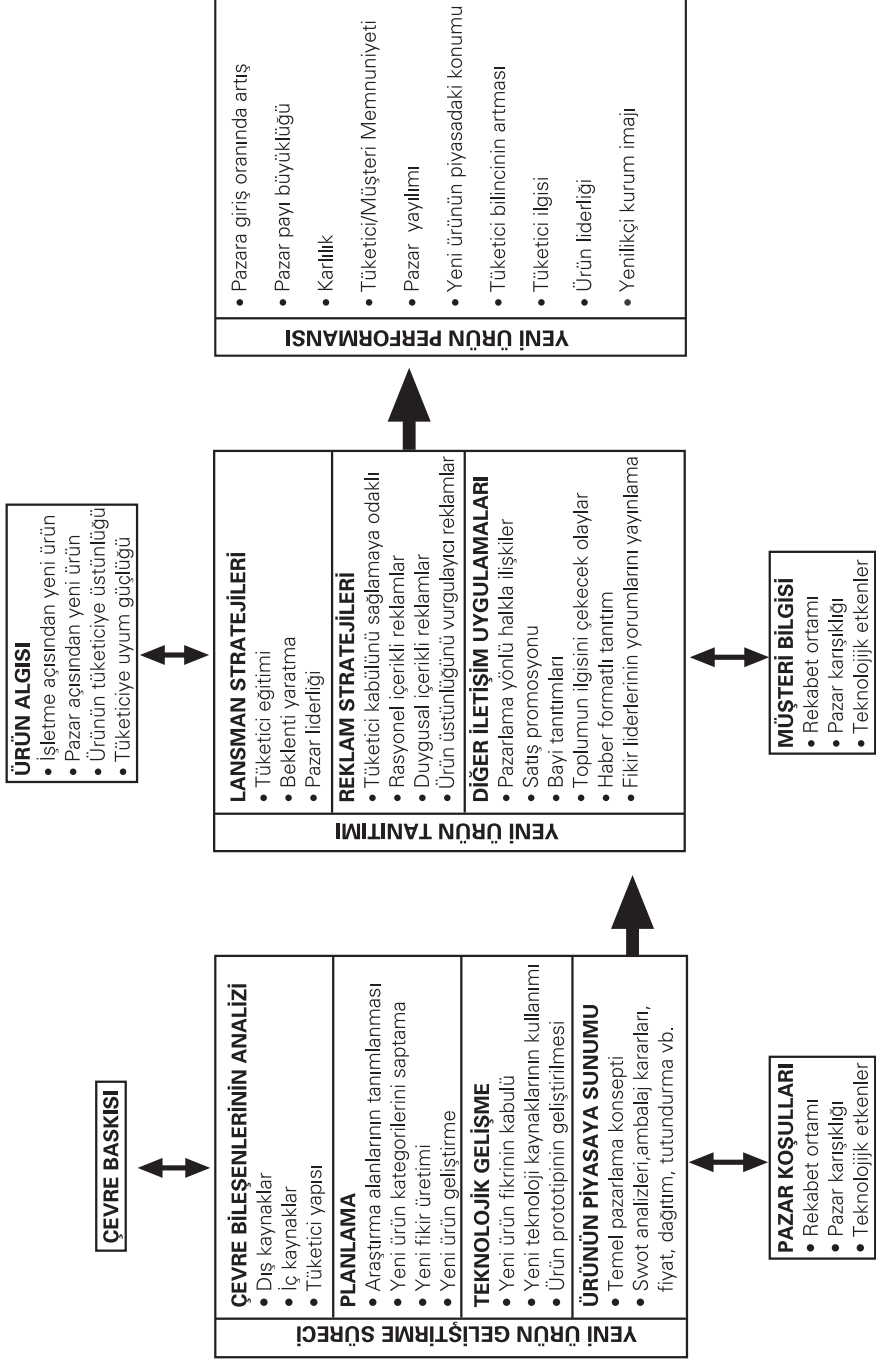 ÇEVRE BASKISI
YENİ ÜRÜN GELİŞTİRME SÜRECİ
ÇEVRE BİLEŞENLERİNİN ANALİZİ
• Dış kaynaklar
• İç kaynaklar
• Tüketici yapısı
PLANLAMA
• Araştırma alanlarının tanımlanması
• Yeni ürün kategorilerini saptama
• Yeni fikir üretimi
• Yeni ürün geliştirme
TEKNOLOJİK GELİŞME
• Yeni ürün fikrinin kabulü
• Yeni teknoloji kaynaklarının kullanımı
• Ürün prototipinin geliştirilmesi
ÜRÜNÜN PİYASAYA SUNUMU
• Temel pazarlama konsepti
• Swot analizleri,ambalaj kararları,
fiyat, dağıtım, tutundurma vb.
PAZAR KOŞULLARI
• Rekabet ortamı
• Pazar karışıklığı
• Teknolojijk etkenler
ÜRÜN ALGISI
• İşletme açısından yeni ürün
• Pazar açısından yeni ürün
• Ürünün tüketiciye üstünlüğü
• Tüketiciye uyum güçlüğü
YENİ ÜRÜN TANITIMI
LANSMAN STRATEJİLERİ
• Tüketici eğitimi
• Beklenti yaratma
• Pazar liderliği
REKLAM STRATEJİLERİ
• Tüketici kabülünü sağlamaya odaklı
• Rasyonel içerikli reklamlar
• Duygusal içerikli reklamlar
• Ürün üstünlüğünü vurgulayıcı reklamlar
DİĞER İLETİŞİM UYGULAMALARI
• Pazarlama yönlü halkla ilişkiler
• Satış promosyonu
• Bayi tanıtımları
• Toplumun ilgisini çekecek olaylar
• Haber formatlı tanıtım
• Fikir liderlerinin yorumlarını yayınlama
MÜŞTERİ BİLGİSİ
• Rekabet ortamı
• Pazar karışıklığı
• Teknolojijk etkenler
YENİ ÜRÜN PERFORMANSI
• Pazara giriş oranında artış
• Pazar payı büyüklüğü
• Karlılık
• Tüketici/Müşteri Memnuniyeti
• Pazar yayılımı
• Yeni ürünün piyasadaki konumu
• Tüketici bilincinin artması
• Tüketici ilgisi
• Ürün liderliği
• Yenilikçi kurum imajı